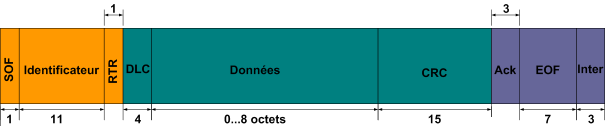 1 3
SOF Identificateur RTR DLC Données CRC Ack EOF Inter
1 11 4 0...8 octets 15 7 3